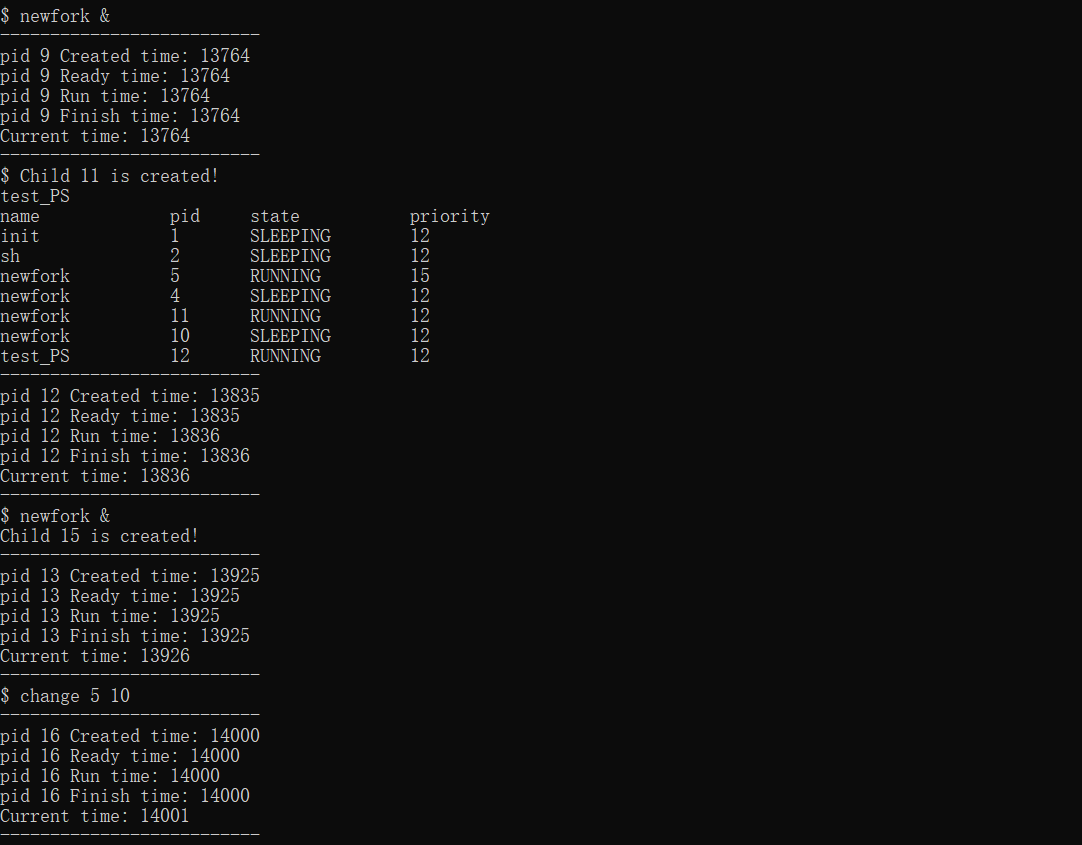 $ newfork &
--------------------------
pid 9 Created time: 13764
pid 9 Ready time: 13764
pid 9 Run time: 13764
pid 9 Finish time: 13764
Current time: 13764
--------------------------
$ Child 11 is created!
test_PS
name pid state priority
init 1 SLEEPING 12
sh 2 SLEEPING 12
newfork 5 RUNNING 15
newfork 4 SLEEPING 12
newfork 11 RUNNING 12
newfork 10 SLEEPING 12
test_PS 12 RUNNING 12
--------------------------
pid 12 Created time: 13835
pid 12 Ready time: 13835
pid 12 Run time: 13836
pid 12 Finish time: 13836
Current time: 13836
--------------------------
$ newfork &
Child 15 is created!
--------------------------
pid 13 Created time: 13925
pid 13 Ready time: 13925
pid 13 Run time: 13925
pid 13 Finish time: 13925
Current time: 13926
--------------------------
$ change 5 10
--------------------------
pid 16 Created time: 14000
pid 16 Ready time: 14000
pid 16 Run time: 14000
pid 16 Finish time: 14000
Current time: 14001
--------------------------